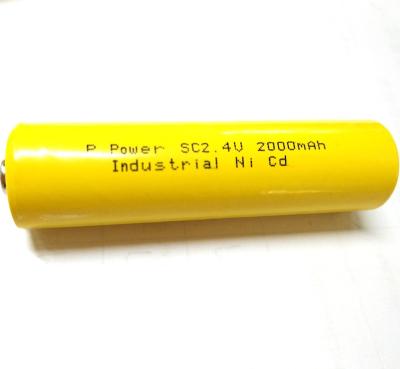 P Power SC2.4V 2000mAh
Industrial Ni Cd